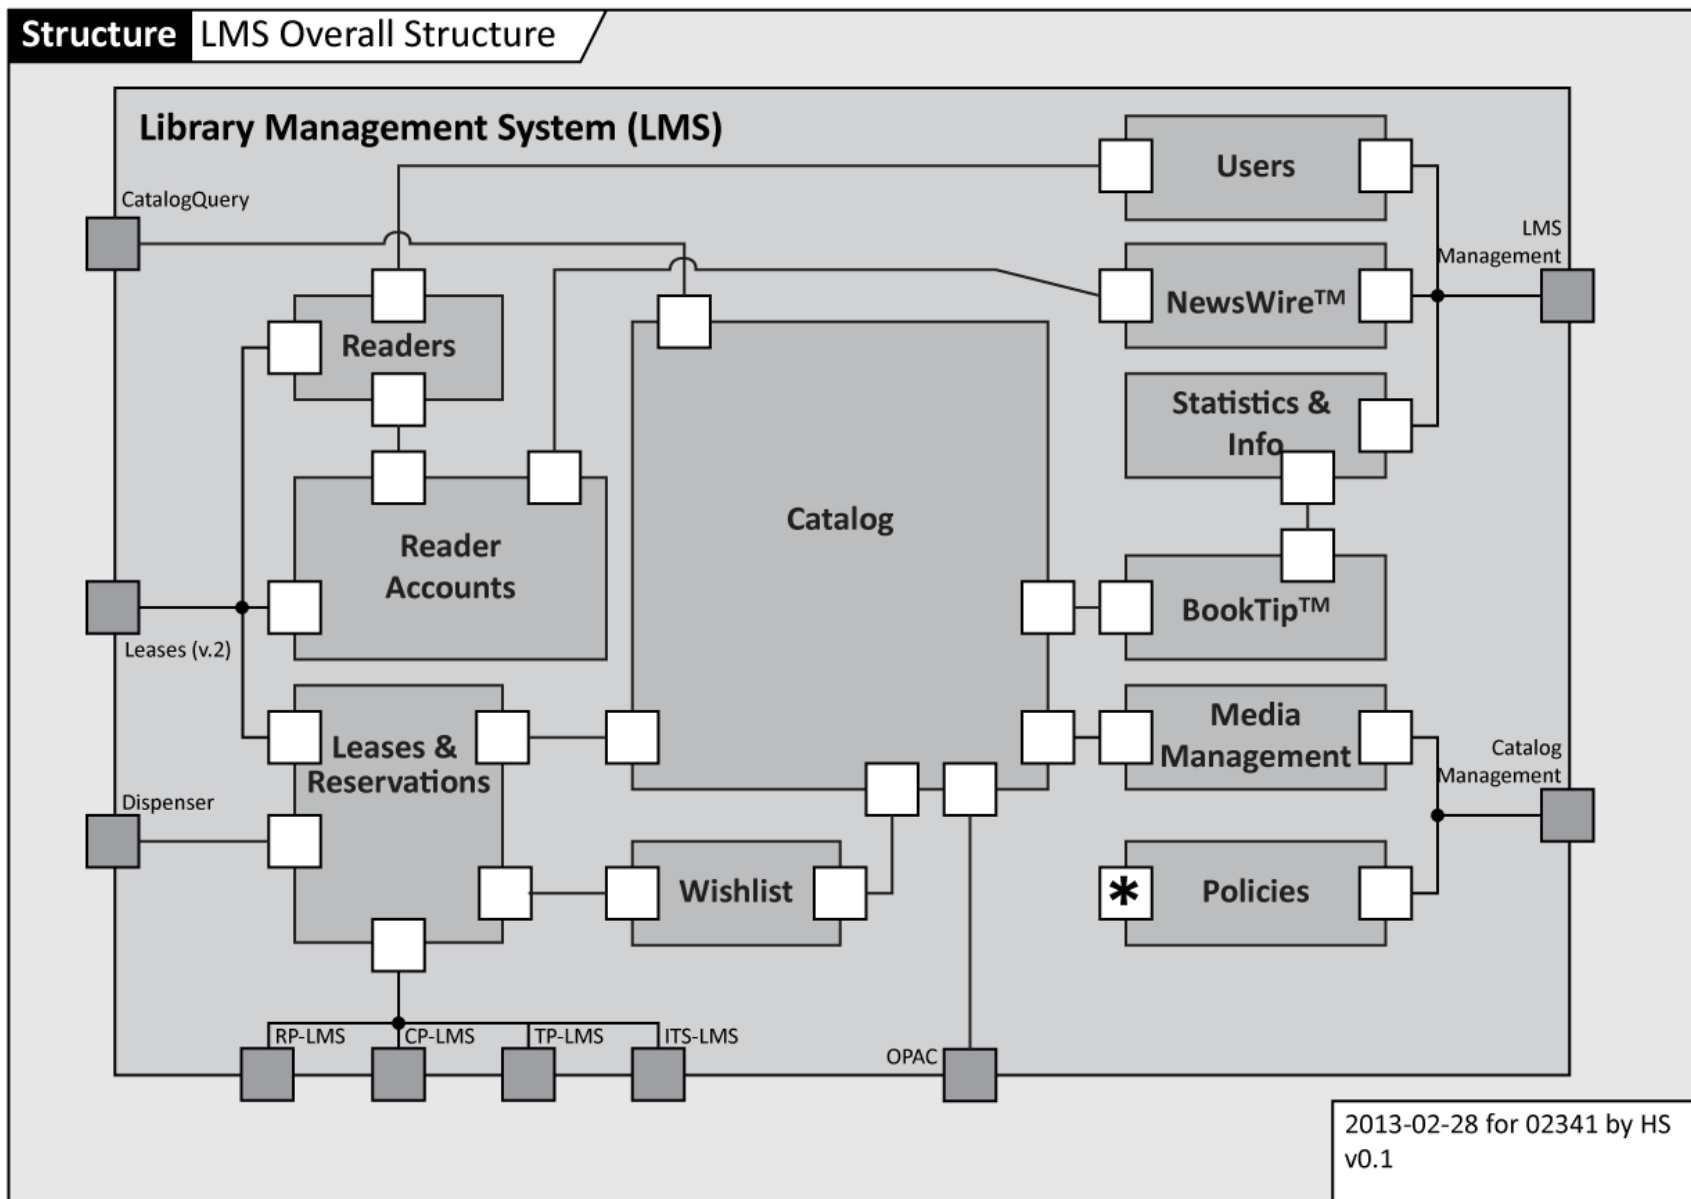 Structure LMS Overall Structure
Library Management System (LMS)
Users
CatalogQuery
LMS
Management
NewsWire™
Readers
Statistics &
Info
Catalog
Reader
Accounts
BookTip™
Leases (v.2)
Media
Management
Leases &
Reservations
Catalog
Management
Dispenser
Wishlist
* Policies
RP-LMS CP-LMS TP-LMS ITS-LMS
OPAC
2013-02-28 for 02341 by HS
v0.1